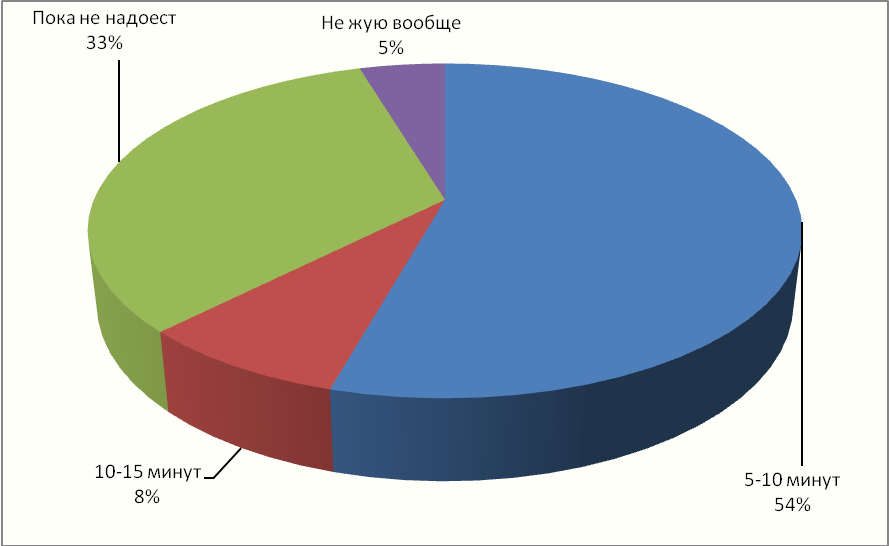 Пока не надоест
33%
Не жую вообще
5%
10-15 минут
8%
5-10 минут
54%